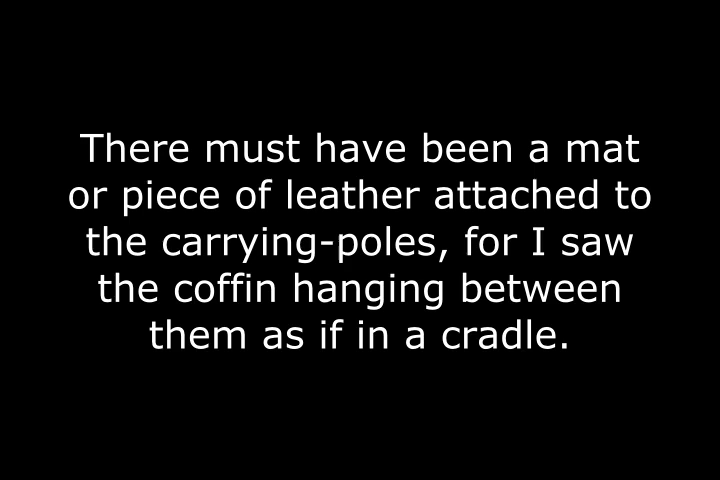 There must have been a mat
or piece of leather attached to
the carrying-poles, for I saw
the coffin hanging between
them as if in a cradle.